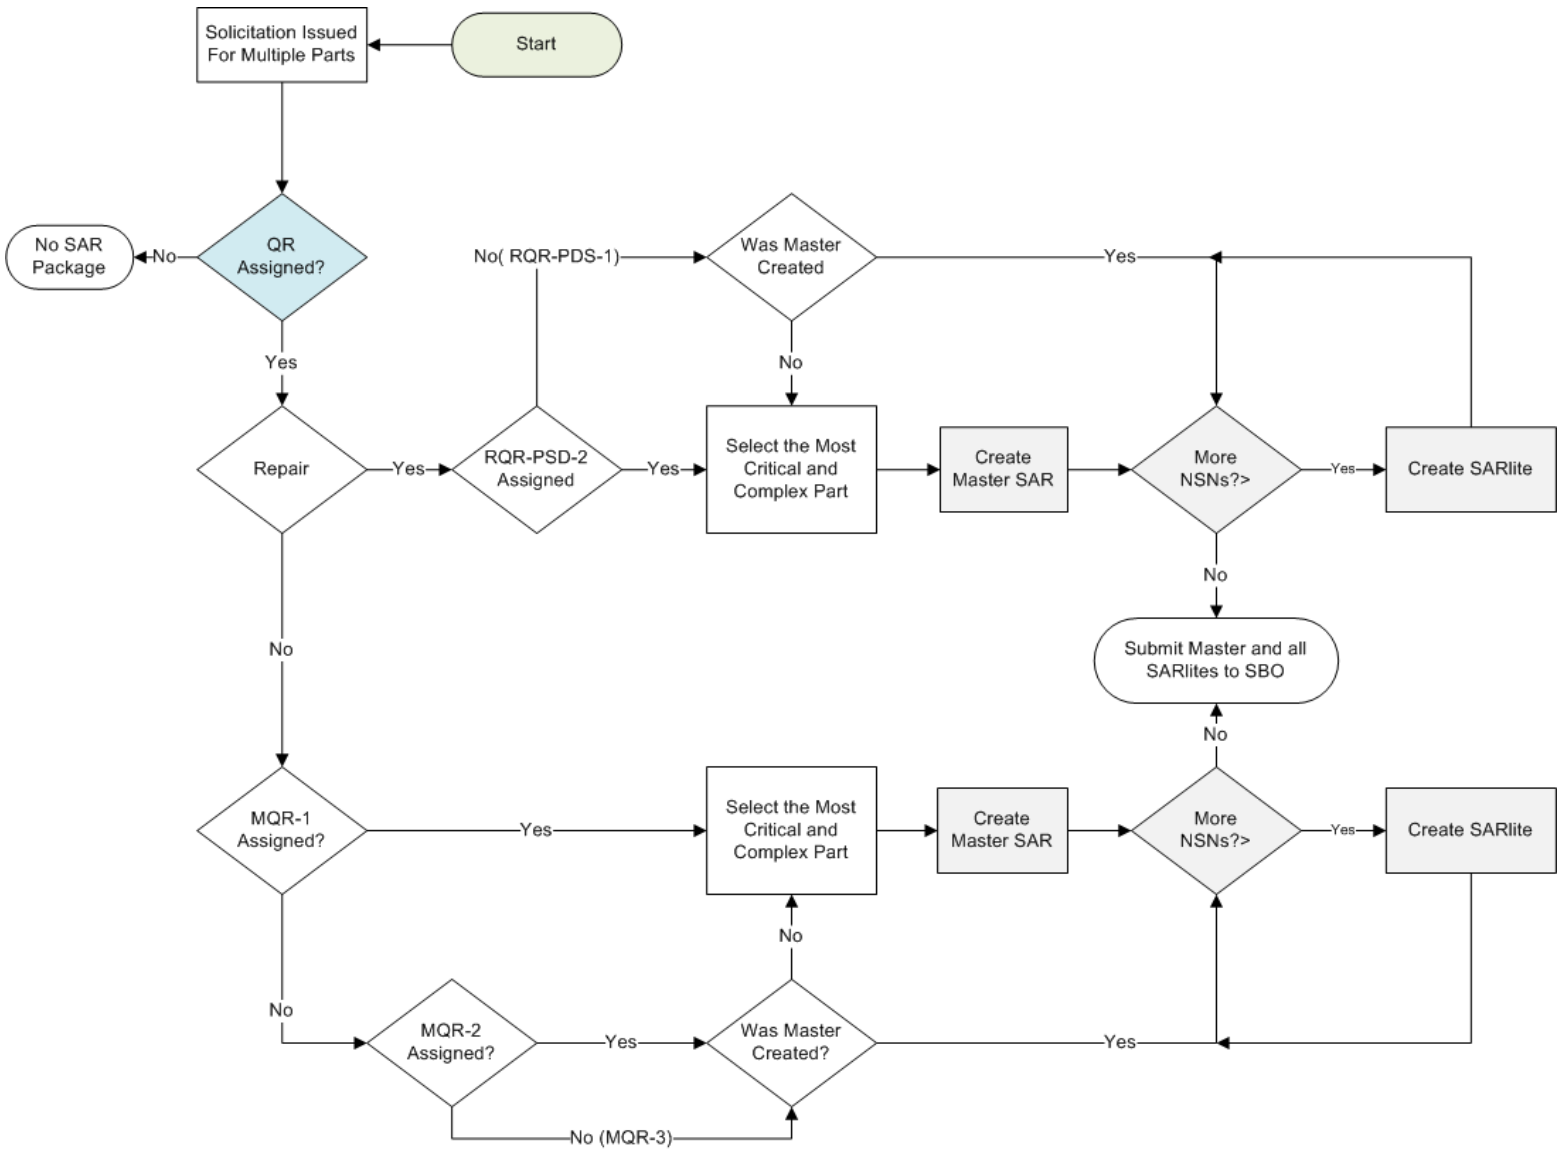 Solicitation Issued
For Multiple Parts
Start
QR
Assigned?
No
No SAR
Package
Yes
No( RQR-PDS-1)
Was Master
Created
Yes
No
Repair
Yes
RQR-PSD-2
Assigned
Yes
Select the Most
Critical and
Complex Part
Create
Master SAR
More
NSNs?>
Yes
Create SARlite
No
Submit Master and all
SARlites to SBO
No
No
MQR-1
Assigned?
Yes
Select the Most
Critical and
Complex Part
Create
Master SAR
More
NSNs?>
Yes
Create SARlite
No
No
MQR-2
Assigned?
Yes
Was Master
Created?
Yes
No (MQR-3)